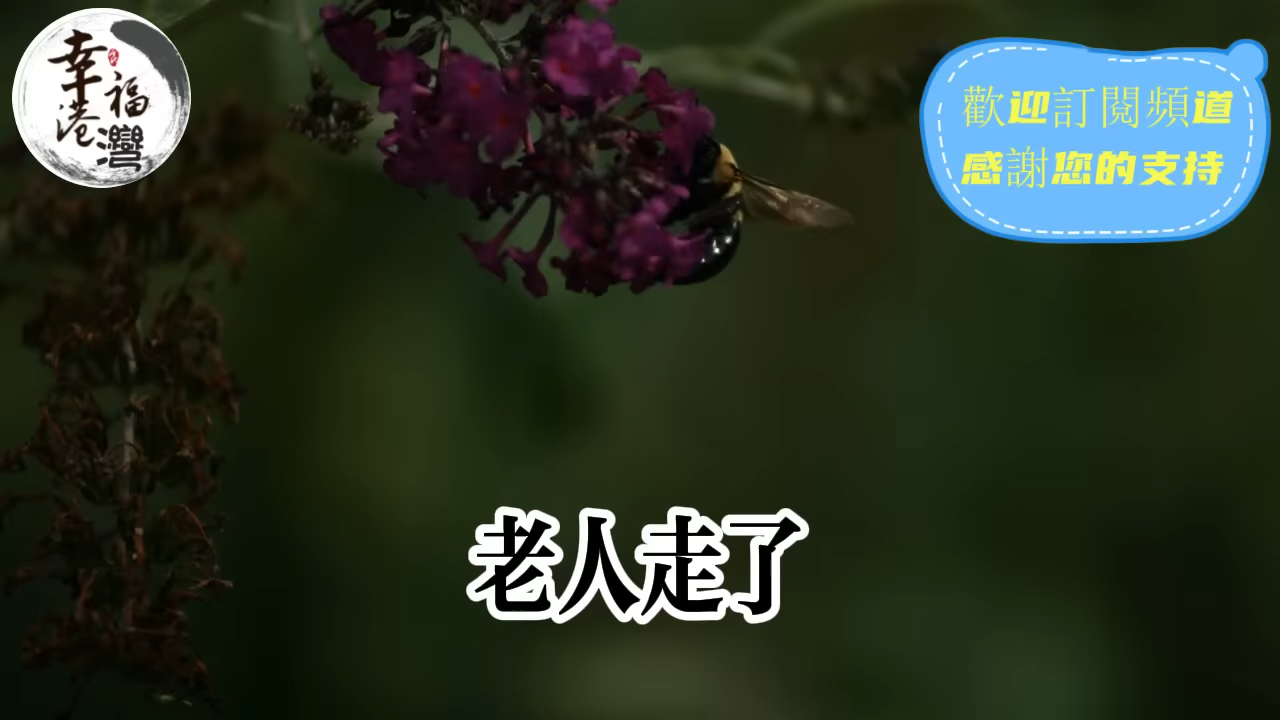 幸福
港灣
歡迎訂閱頻道
感謝您的支持
老人走了